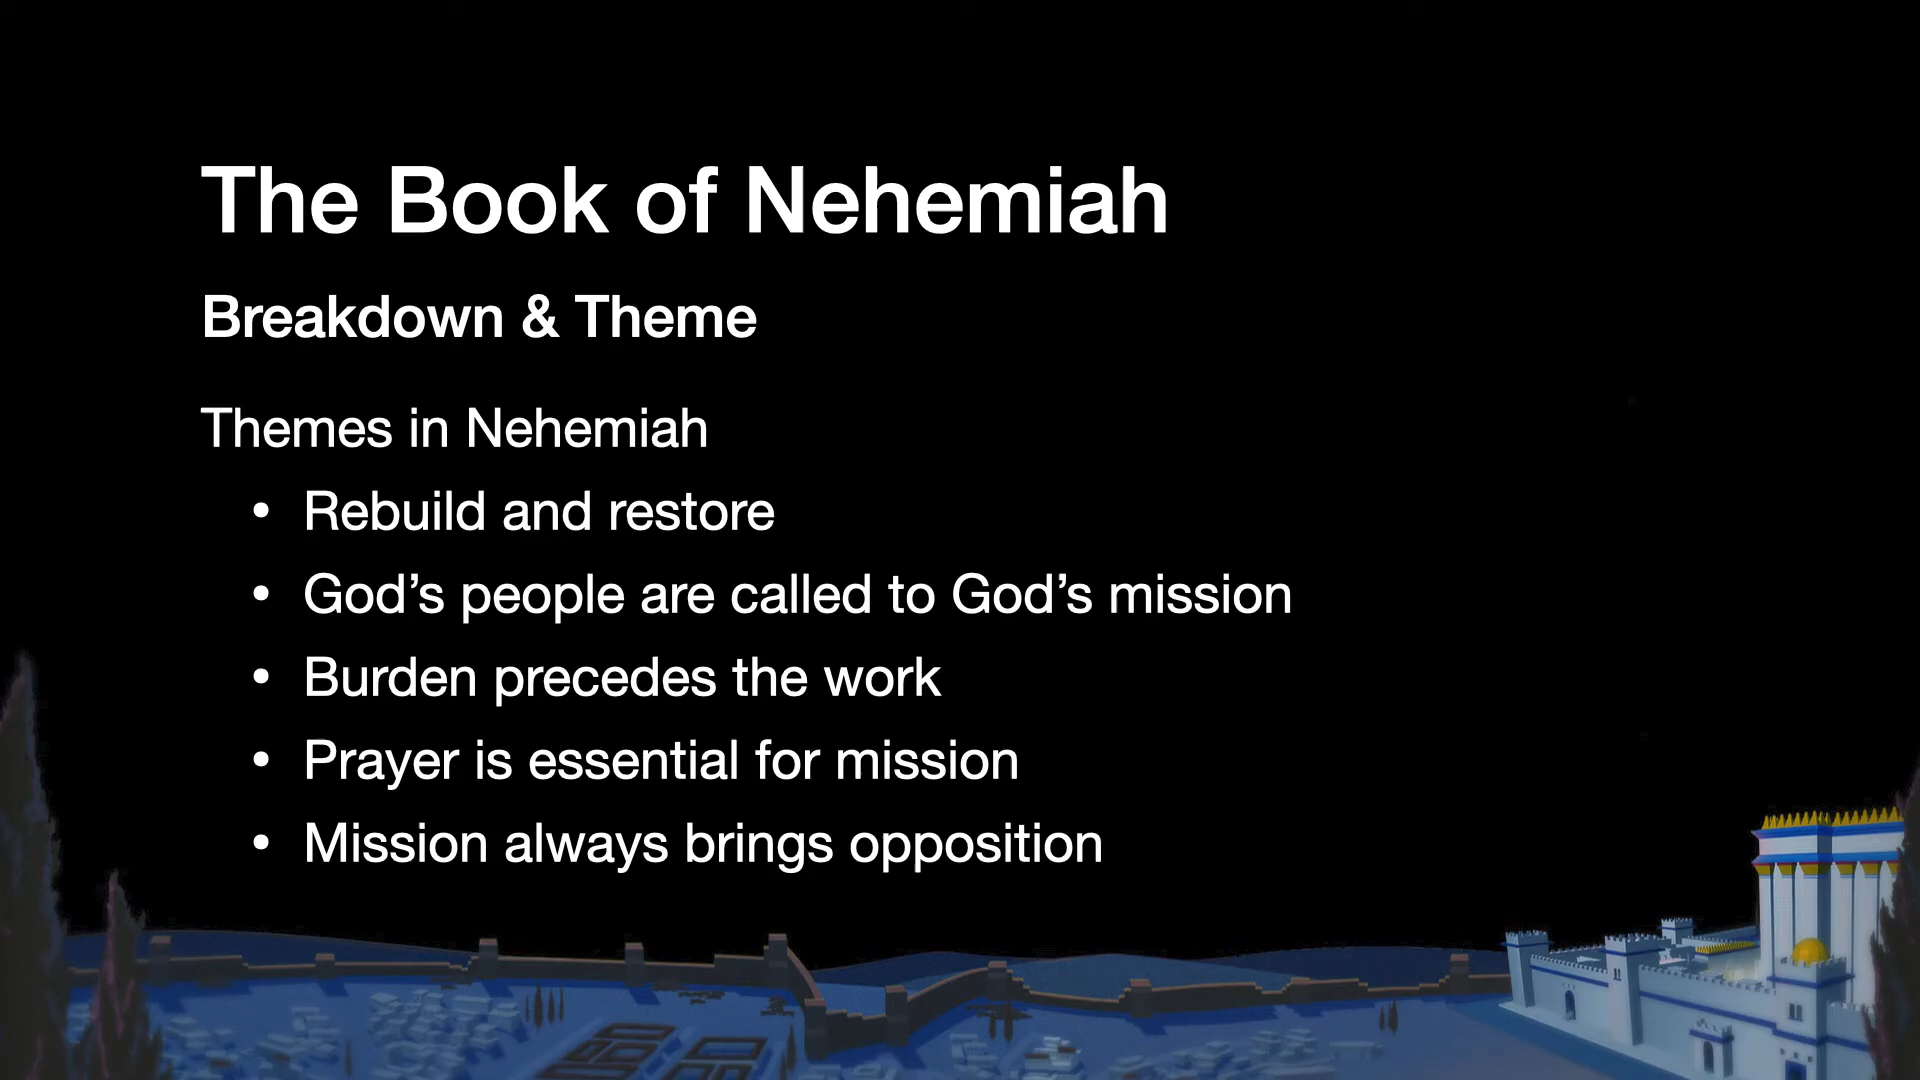 The Book of Nehemiah
Breakdown & Theme
Themes in Nehemiah
• Rebuild and restore
• God’s people are called to God’s mission
• Burden precedes the work
• Prayer is essential for mission
• Mission always brings opposition